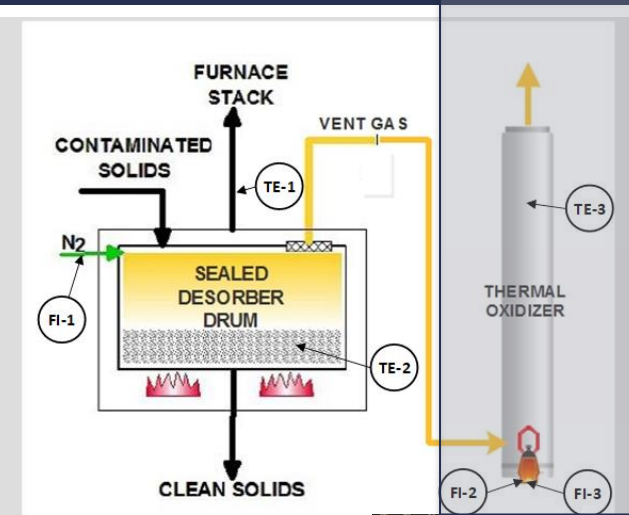 FURNACE
STACK
VENT GAS
CONTAMINATED
SOLIDS
TE-1
TE-3
N2
SEALED
DESORBER
DRUM
THERMAL
OXIDIZER
FI-1
TE-2
CLEAN SOLIDS
FI-2
FI-3